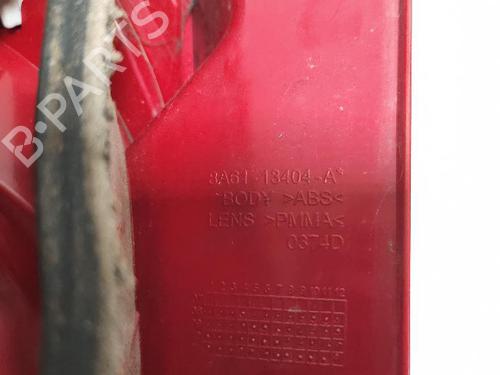 B-PARTS
8A61-13404-A*
*BODY >ABS<
LENS >PMMA<
0374D
1 2 3 4 5 6 7 8 9 10 11 12